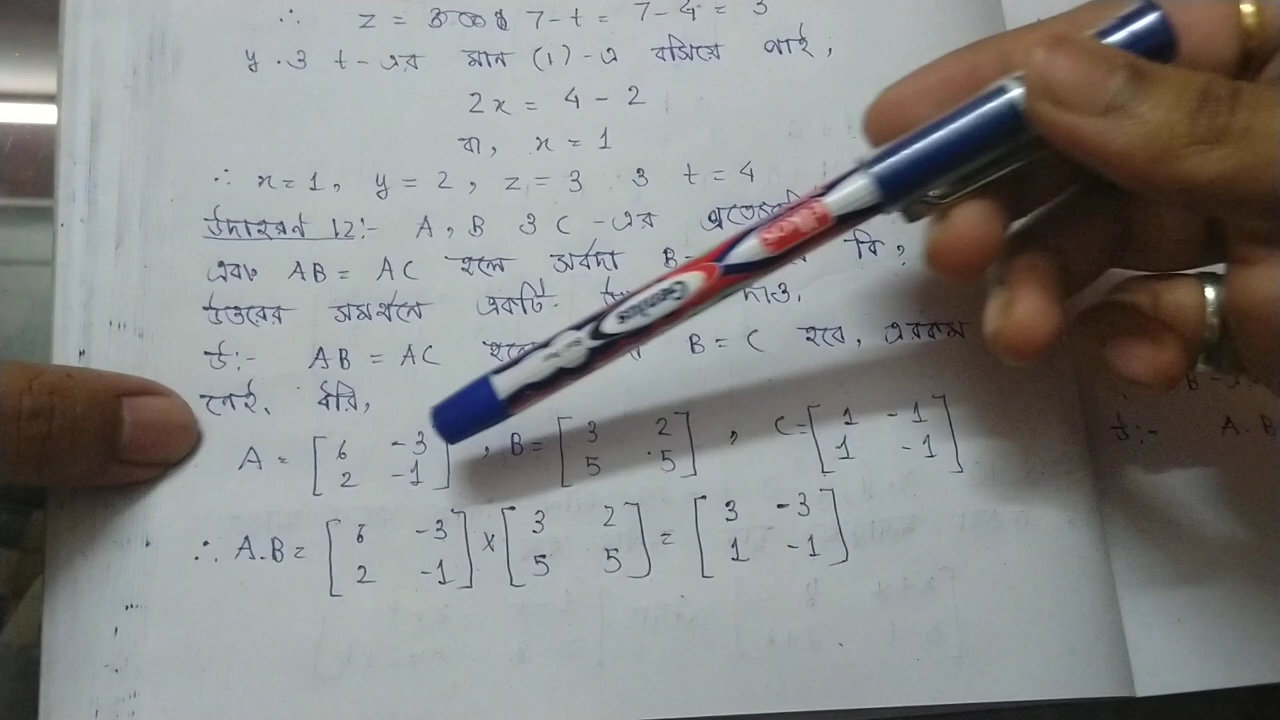 ∴ z = 7-t = 7-4 = 3
y ও t-এর মান (1)-এ বসিয়ে পাই,
2x = 4 - 2
বা, x = 1
∴ x=1, y=2, z=3 ও t=4
উদাহরণ 12:- A, B ও C -এর
এবং AB = AC হলে সর্বদা B= কি?
উত্তরের সমর্থনে একটি দাও.
উ:- AB = AC হলে B = C হবে, এরকম
নেই. ধরি,
A = [6 -3
2 -1], B= [3 2
5 5], C=[1 -1
1 -1]
∴ A.B = [6 -3
2 -1] × [3 2
5 5] = [3 -3
1 -1]
উ:- A.B
Genius